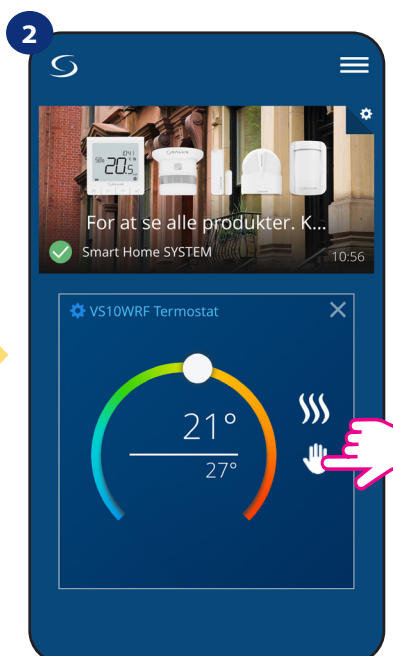 2
For at se alle produkter. K...
Smart Home SYSTEM
10:56
VS10WRF Termostat
21°
27°